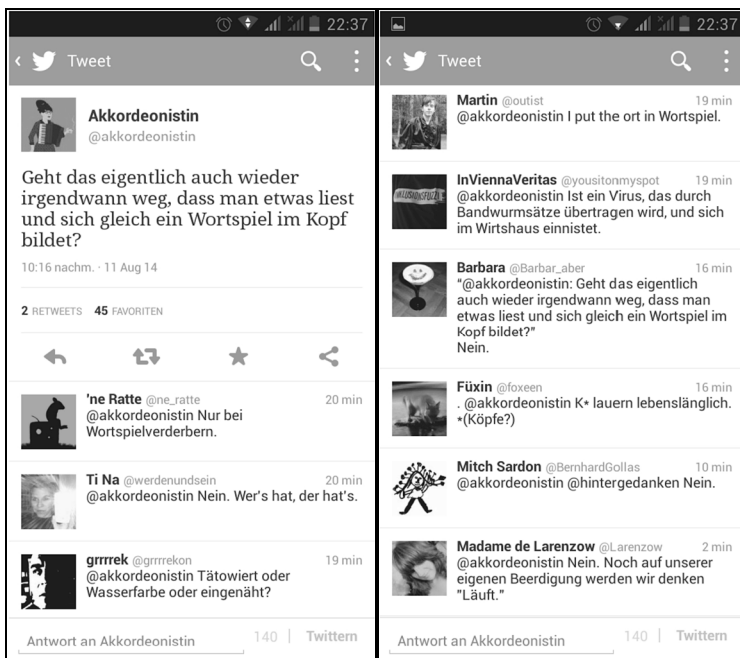 22:37
Tweet
Akkordeonistin
@akkordeonistin
Geht das eigentlich auch wieder
irgendwann weg, dass man etwas liest
und sich gleich ein Wortspiel im Kopf
bildet?
10:16 nachm. · 11 Aug 14
2 RETWEETS 45 FAVORITEN
'ne Ratte @ne_ratte 20 min
@akkordeonistin Nur bei
Wortspielverderbern.
Ti Na @werdenundsein 20 min
@akkordeonistin Nein. Wer's hat, der hat's.
grrrrek @grrrrekon 19 min
@akkordeonistin Tätowiert oder
Wasserfarbe oder eingenäht?
Antwort an Akkordeonistin 140 | Twittern
22:37
Tweet
Martin @outist 19 min
@akkordeonistin I put the ort in Wortspiel.
InViennaVeritas @yousitonmyspot 19 min
@akkordeonistin Ist ein Virus, das durch
Bandwurmsätze übertragen wird, und sich
im Wirtshaus einnistet.
Barbara @Barbar_aber 16 min
"@akkordeonistin: Geht das eigentlich
auch wieder irgendwann weg, dass man
etwas liest und sich gleich ein Wortspiel im
Kopf bildet?"
Nein.
Füxin @foxeen 16 min
. @akkordeonistin K* lauern lebenslänglich.
*(Köpfe?)
Mitch Sardon @BernhardGollas 10 min
@akkordeonistin @hintergedanken Nein.
Madame de Larenzow @Larenzow 2 min
@akkordeonistin Nein. Noch auf unserer
eigenen Beerdigung werden wir denken
"Läuft."
Antwort an Akkordeonistin 140 | Twittern